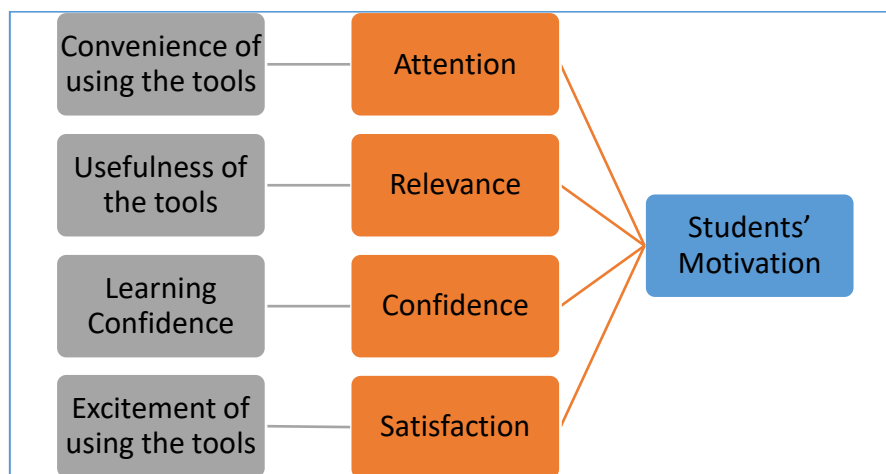 Convenience of
using the tools
Attention
Usefulness of
the tools
Relevance
Students’
Motivation
Learning
Confidence
Confidence
Excitement of
using the tools
Satisfaction